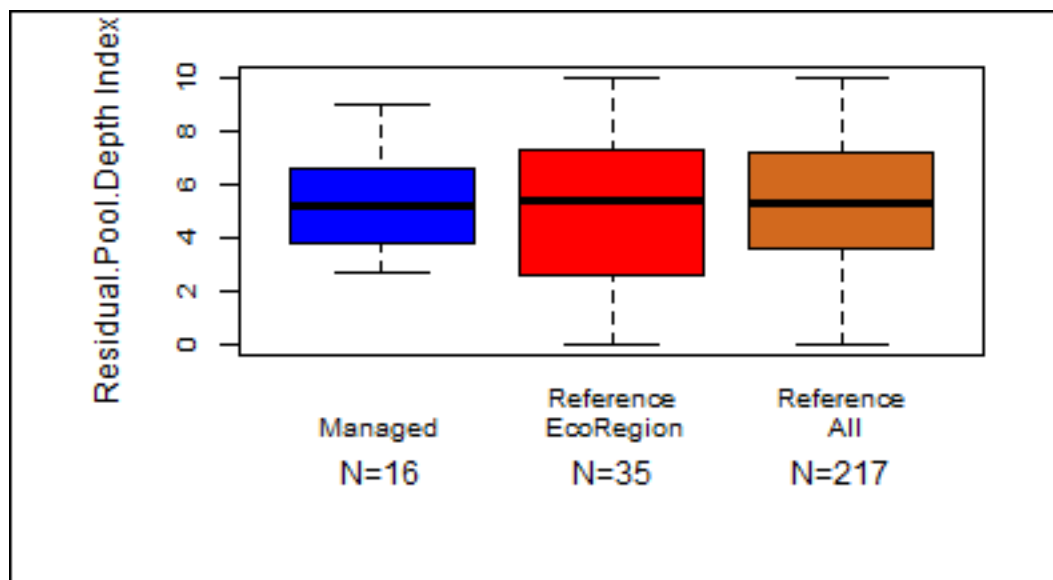 Residual.Pool.Depth Index
10
8
6
4
2
0
Managed
Reference
EcoRegion
Reference
All
N=16
N=35
N=217